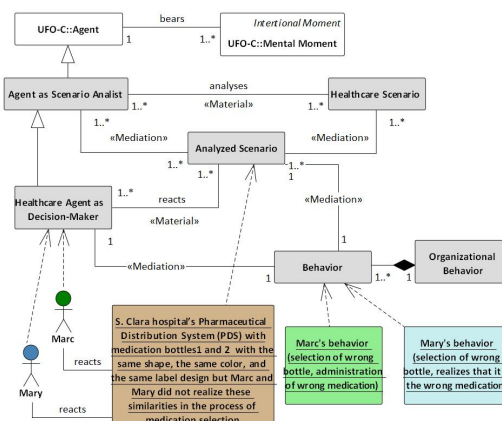 UFO-C::Agent
bears
1
1..*
Intentional Moment
UFO-C::Mental Moment
Agent as Scenario Analist
analyses
«Material»
1..*
1..*
Healthcare Scenario
1..*
1..*
«Mediation»
«Mediation»
Analyzed Scenario
1..*
1..*
1..*
1
1..*
reacts
«Material»
1..*
Healthcare Agent as
Decision-Maker
«Mediation»
1
1
«Mediation»
1
Behavior
1..*
1
Organizational
Behavior
Marc
Mary
reacts
reacts
S. Clara hospital's Pharmaceutical
Distribution System (PDS) with
medication bottles1 and 2 with the
same shape, the same color, and
the same label design but Marc and
Mary did not realize these
similarities in the process of
medication selection
Marc's behavior
(selection of wrong
bottle, administration
of wrong medication)
Mary's behavior
(selection of wrong
bottle, realizes that it
the wrong medication